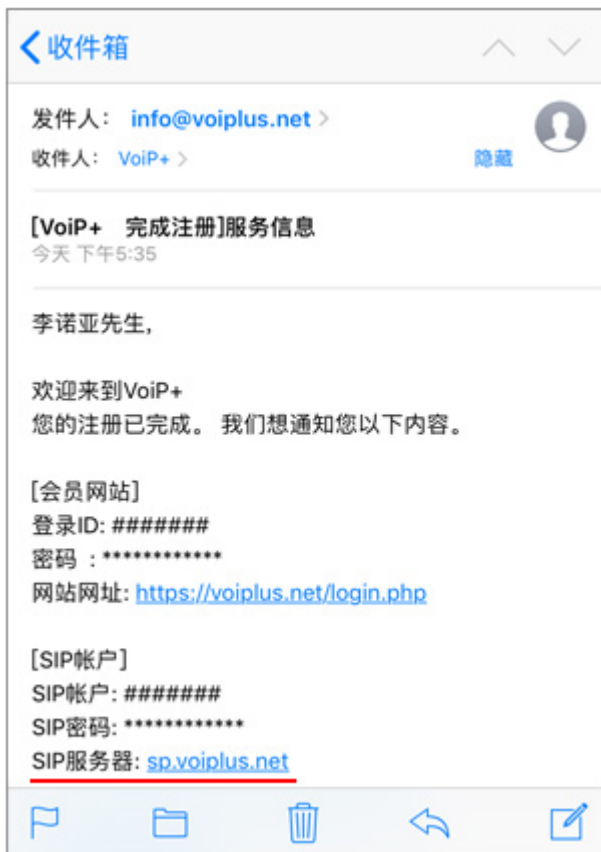 收件箱
发件人： info@voiplus.net
收件人： VoiP+
隐藏
[VoiP+　完成注册]服务信息
今天 下午5:35
李诺亚先生,
欢迎来到VoiP+
您的注册已完成。 我们想通知您以下内容。
[会员网站]
登录ID: #######
密码 : ************
网站网址: https://voiplus.net/login.php
[SIP帐户]
SIP帐户: #######
SIP密码: ************
SIP服务器: sp.voiplus.net